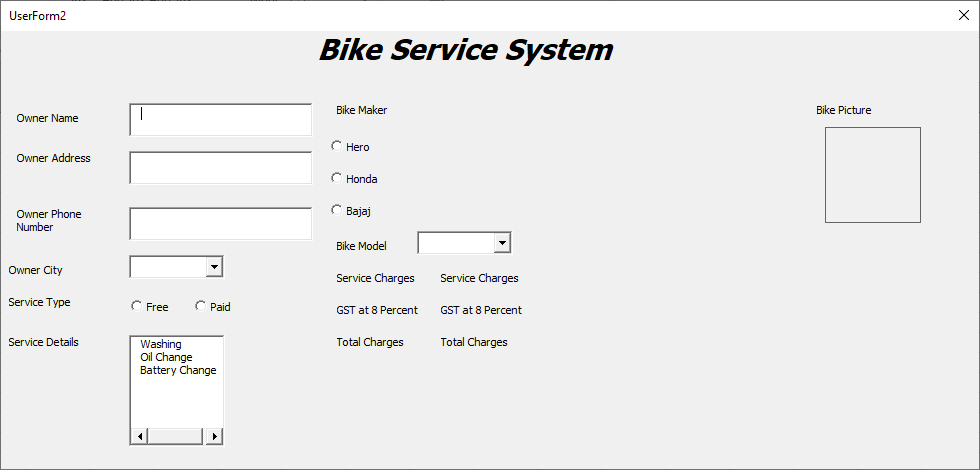 UserForm2
Bike Service System
Owner Name
Owner Address
Owner Phone
Number
Owner City
Service Type
Free
Paid
Service Details
Washing
Oil Change
Battery Change
Bike Maker
Hero
Honda
Bajaj
Bike Model
Service Charges Service Charges
GST at 8 Percent GST at 8 Percent
Total Charges Total Charges
Bike Picture